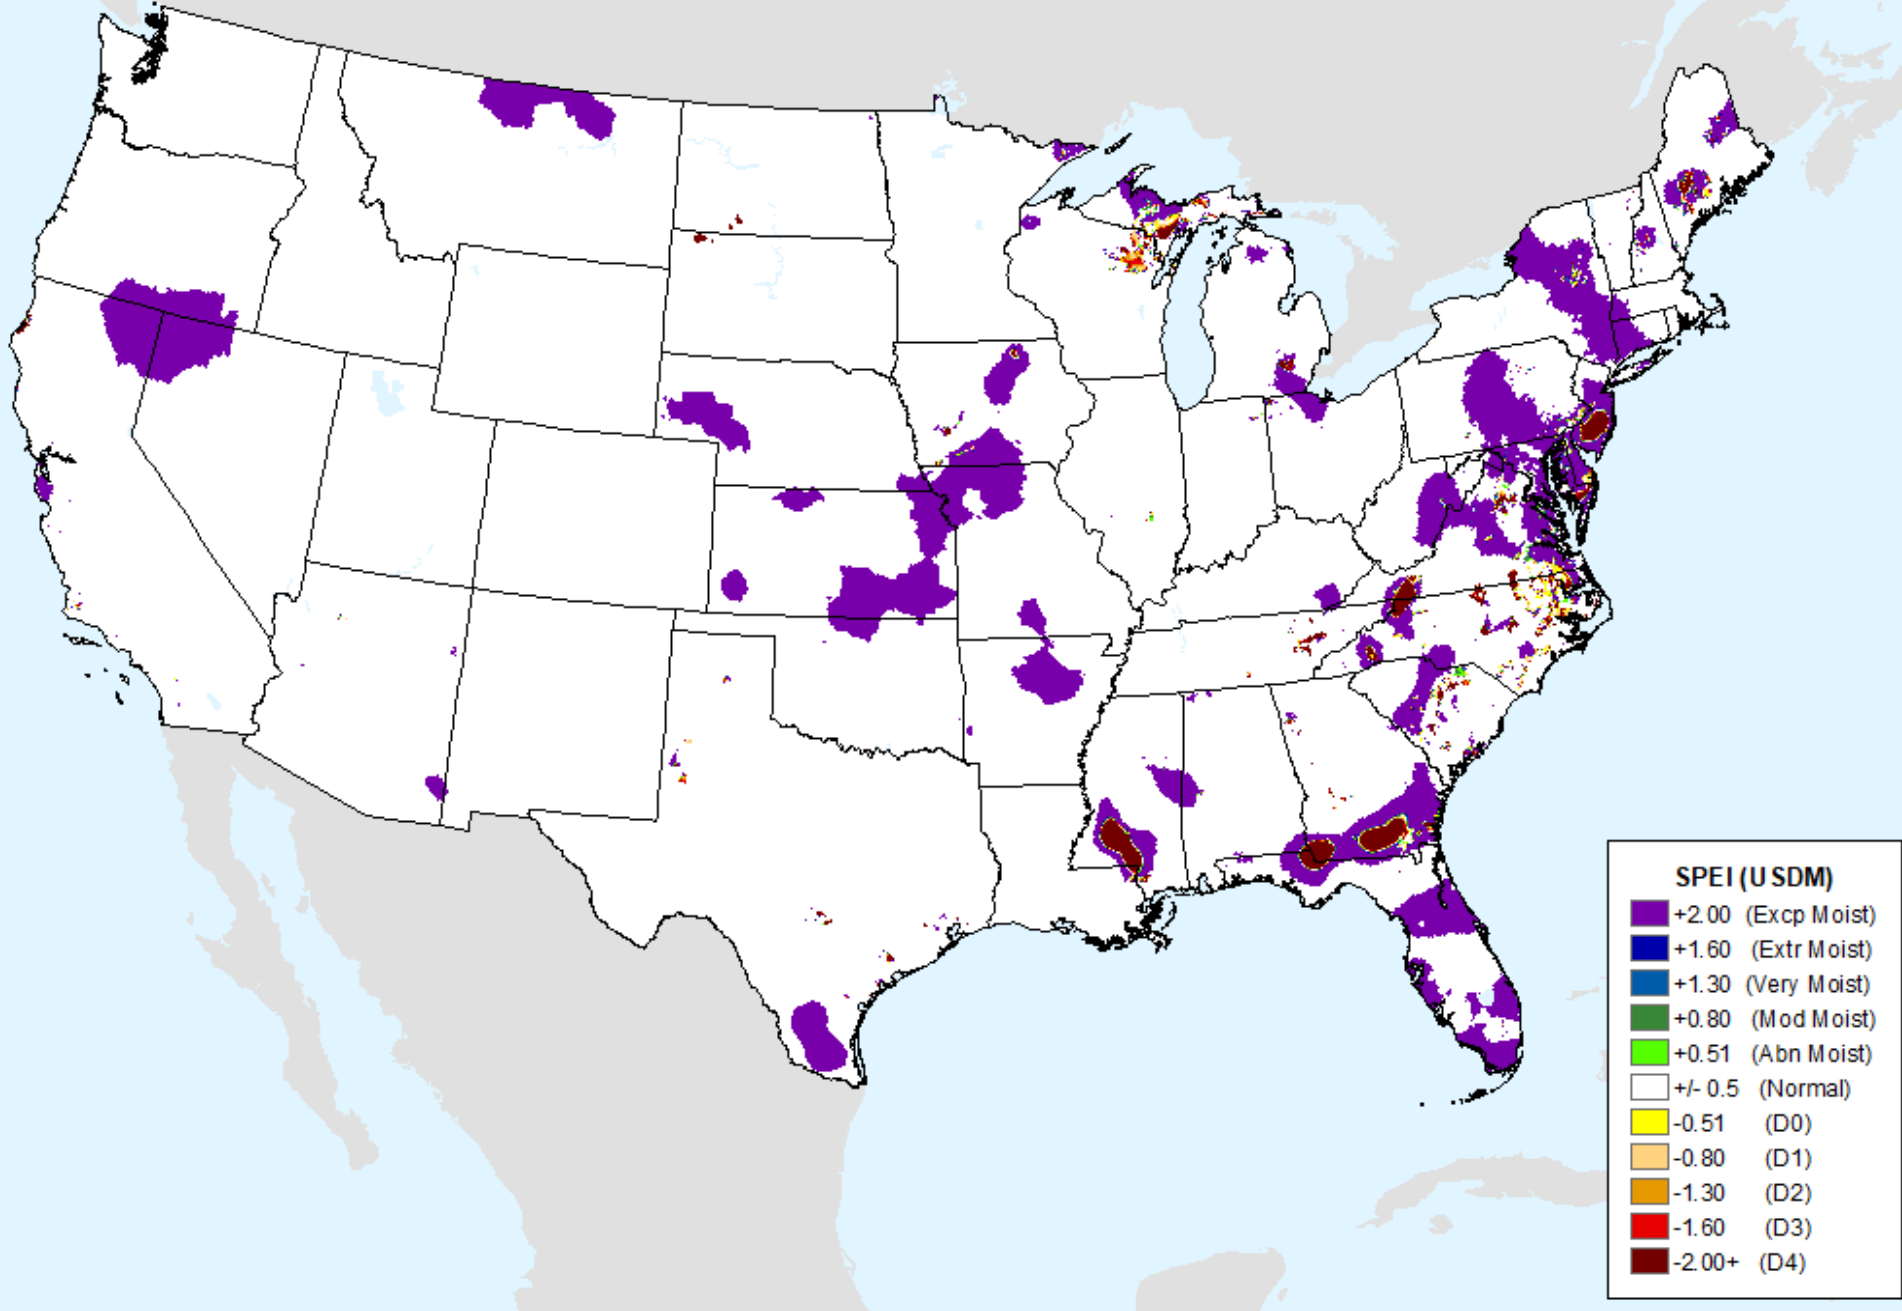 SPEI (USDM)
+2.00 (Excp Moist)
+1.60 (Extr Moist)
+1.30 (Very Moist)
+0.80 (Mod Moist)
+0.51 (Abn Moist)
+/- 0.5 (Normal)
-0.51 (D0)
-0.80 (D1)
-1.30 (D2)
-1.60 (D3)
-2.00+ (D4)